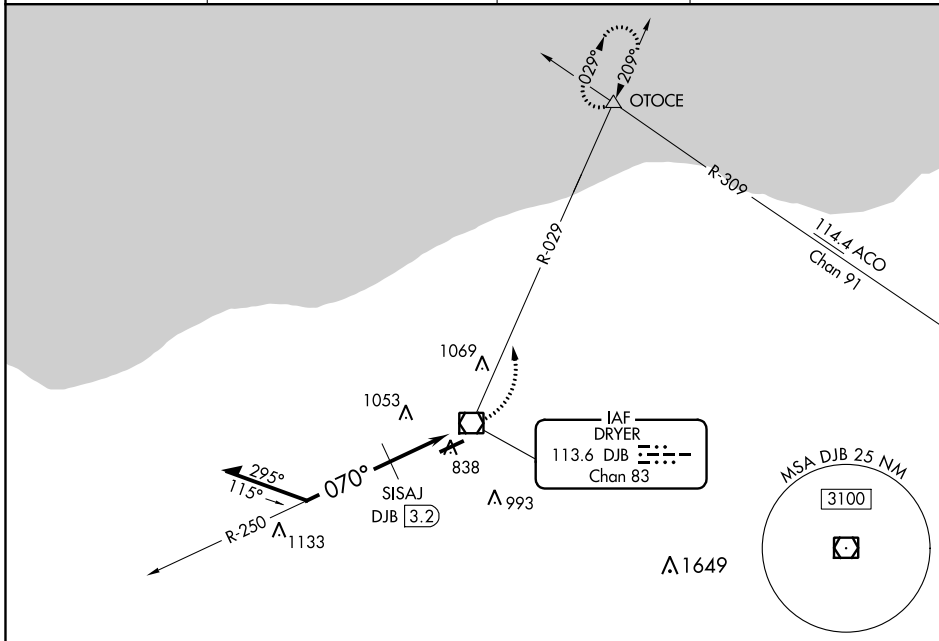 029°
209°
OTOCE
R-309
114.4 ACO
Chan 91
R-029
1069
1053
IAF
DRYER
113.6 DJB
Chan 83
838
295°
115°
070°
SISAJ
DJB 3.2
993
R-250
1133
1649
MSA DJB 25 NM
3100